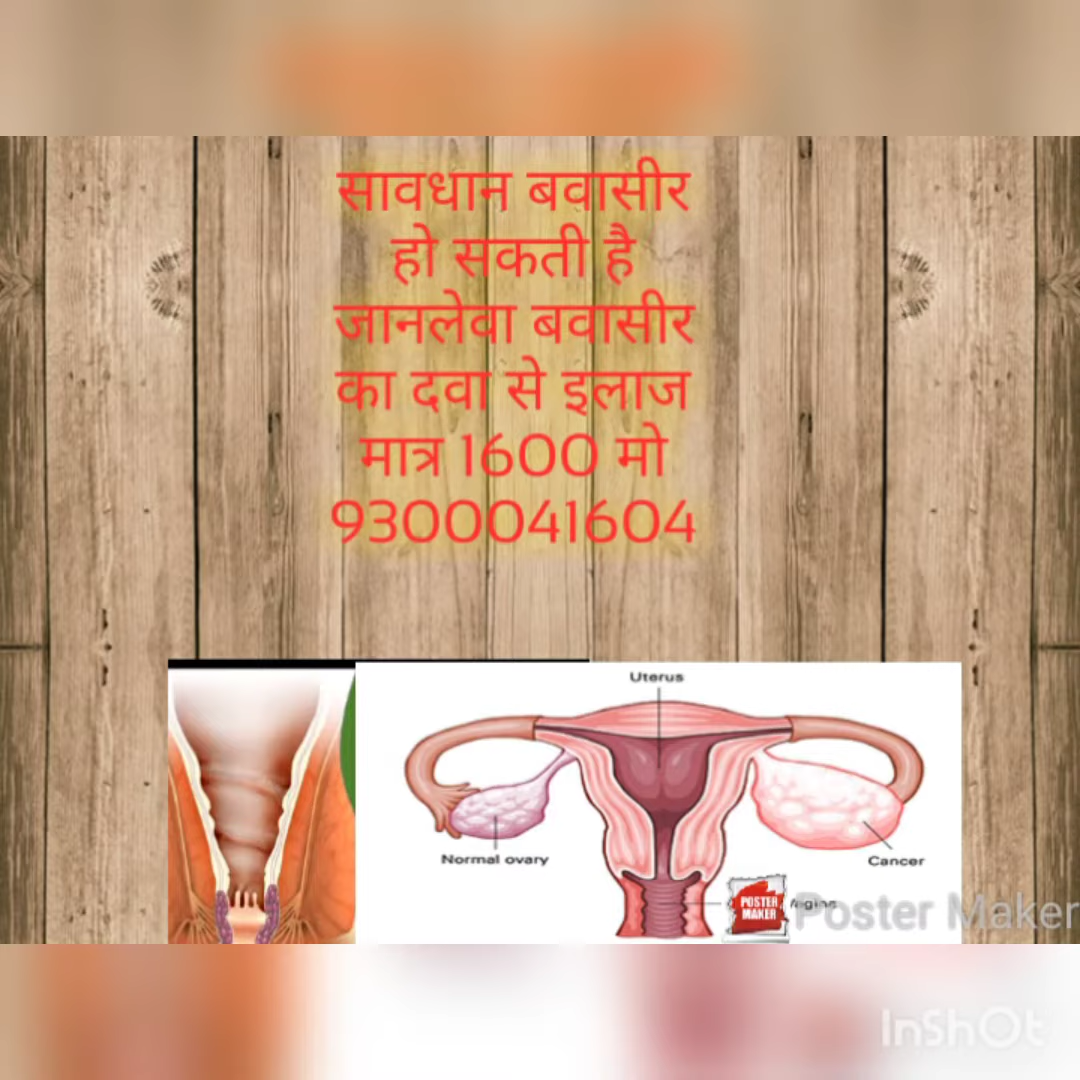 सावधान बवासीर
हो सकती है
जानलेवा बवासीर
का दवा से इलाज
मात्र 1600 मो
9300041604
Uterus
Normal ovary
Cancer
POSTER
MAKER
Poster Maker
InShOt